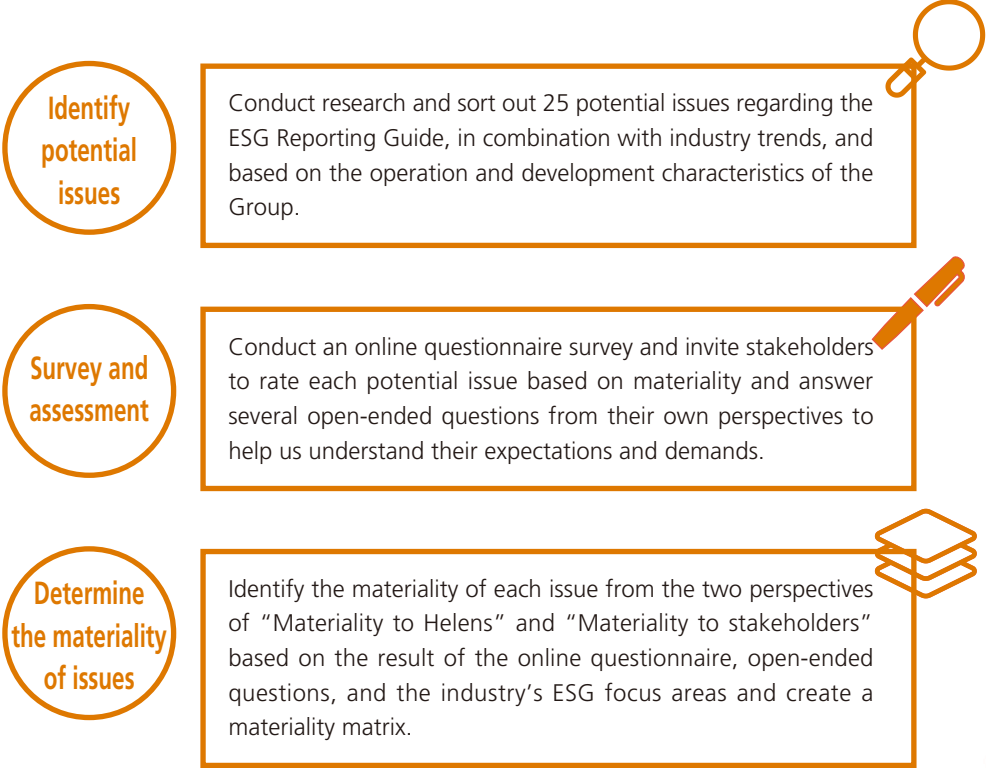 Identify
potential
issues
Conduct research and sort out 25 potential issues regarding the
ESG Reporting Guide, in combination with industry trends, and
based on the operation and development characteristics of the
Group.
Survey and
assessment
Conduct an online questionnaire survey and invite stakeholders
to rate each potential issue based on materiality and answer
several open-ended questions from their own perspectives to
help us understand their expectations and demands.
Determine
the materiality
of issues
Identify the materiality of each issue from the two perspectives
of “Materiality to Helens” and “Materiality to stakeholders”
based on the result of the online questionnaire, open-ended
questions, and the industry’s ESG focus areas and create a
materiality matrix.